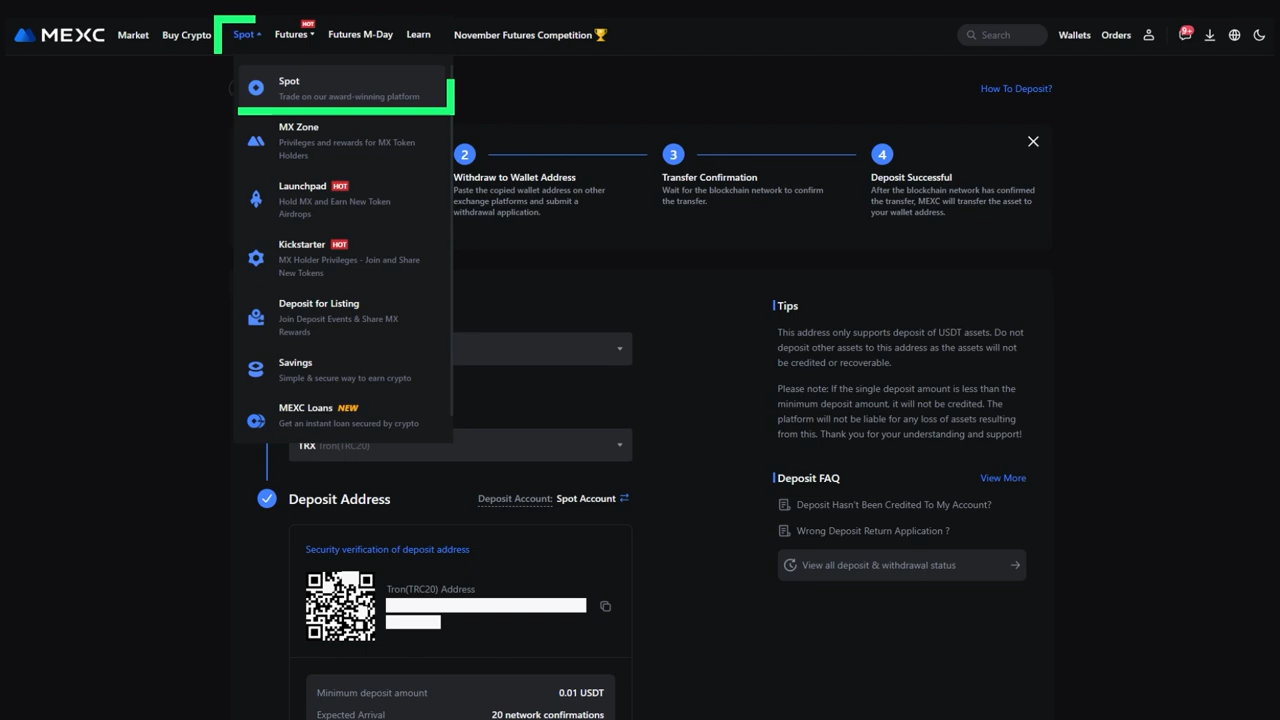 MEXC Market Buy Crypto Spot Futures HOT Futures M-Day Learn November Futures Competition Search Wallets Orders 9+
How To Deposit?
Spot
Trade on our award-winning platform
MX Zone
Privileges and rewards for MX Token
Holders
Launchpad HOT
Hold MX and Earn New Token
Airdrops
Kickstarter HOT
MX Holder Privileges - Join and Share
New Tokens
Deposit for Listing
Join Deposit Events & Share MX
Rewards
Savings
Simple & secure way to earn crypto
MEXC Loans NEW
Get an instant loan secured by crypto
2
Withdraw to Wallet Address
Paste the copied wallet address on other
exchange platforms and submit a
withdrawal application.
3
Transfer Confirmation
Wait for the blockchain network to confirm
the transfer.
4
Deposit Successful
After the blockchain network has confirmed
the transfer, MEXC will transfer the asset to
your wallet address.
TRX Tron(TRC20)
Deposit Address
Deposit Account: Spot Account
Security verification of deposit address
Tron(TRC20) Address
Minimum deposit amount 0.01 USDT
Expected Arrival 20 network confirmations
Tips
This address only supports deposit of USDT assets. Do not
deposit other assets to this address as the assets will not
be credited or recoverable.
Please note: If the single deposit amount is less than the
minimum deposit amount, it will not be credited. The
platform will not be liable for any loss of assets resulting
from this. Thank you for your understanding and support!
Deposit FAQ View More
Deposit Hasn't Been Credited To My Account?
Wrong Deposit Return Application ?
View all deposit & withdrawal status